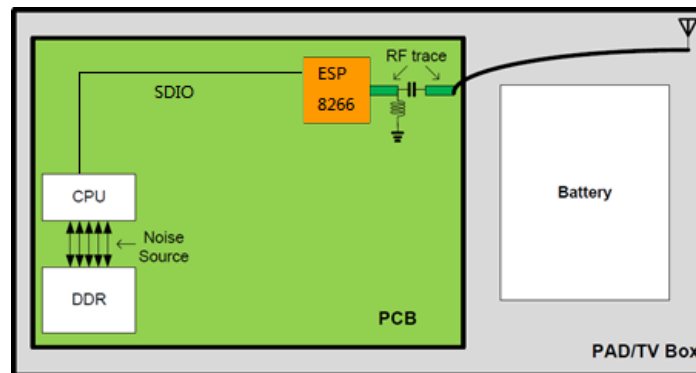 RF trace
ESP
8266
SDIO
CPU
Noise
Source
DDR
PCB
Battery
PAD/TV Box